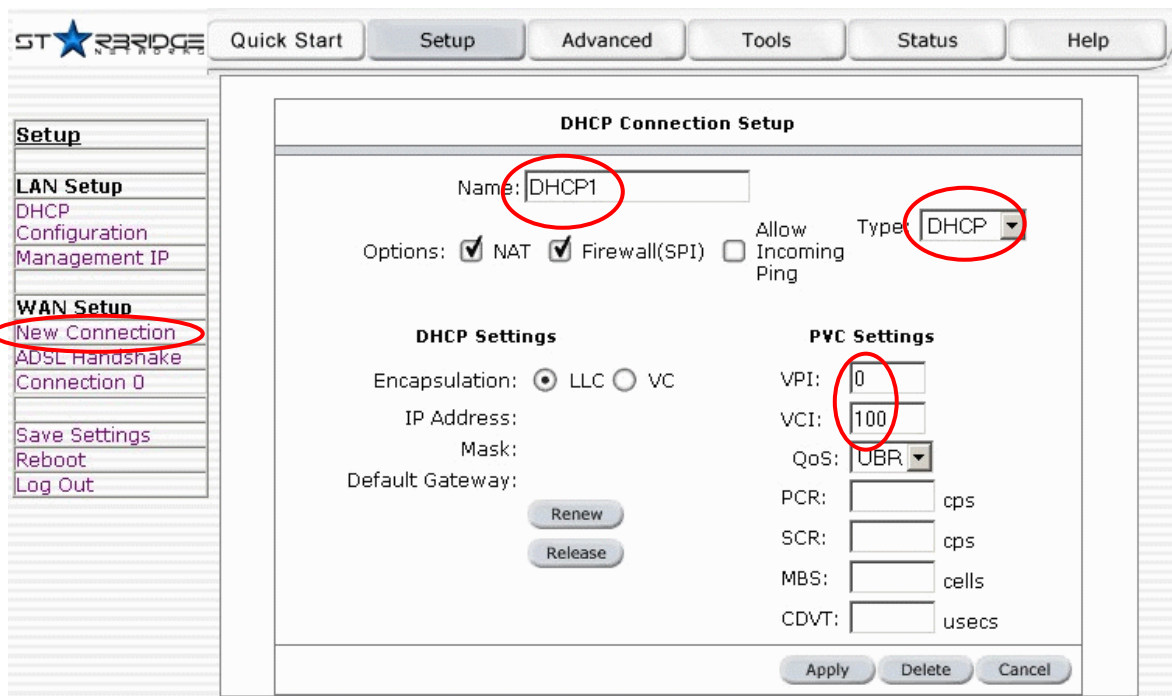 STARBRIDGE
NETWORKS
Quick Start
Setup
Advanced
Tools
Status
Help
Setup
LAN Setup
DHCP
Configuration
Management IP
WAN Setup
New Connection
ADSL Handshake
Connection 0
Save Settings
Reboot
Log Out
DHCP Connection Setup
Name: DHCP1
Type: DHCP
Options: NAT Firewall(SPI) Allow
Incoming
Ping
DHCP Settings
Encapsulation: LLC VC
IP Address:
Mask:
Default Gateway:
Renew
Release
PVC Settings
VPI: 0
VCI: 100
QoS: UBR
PCR: cps
SCR: cps
MBS: cells
CDVT: usecs
Apply
Delete
Cancel